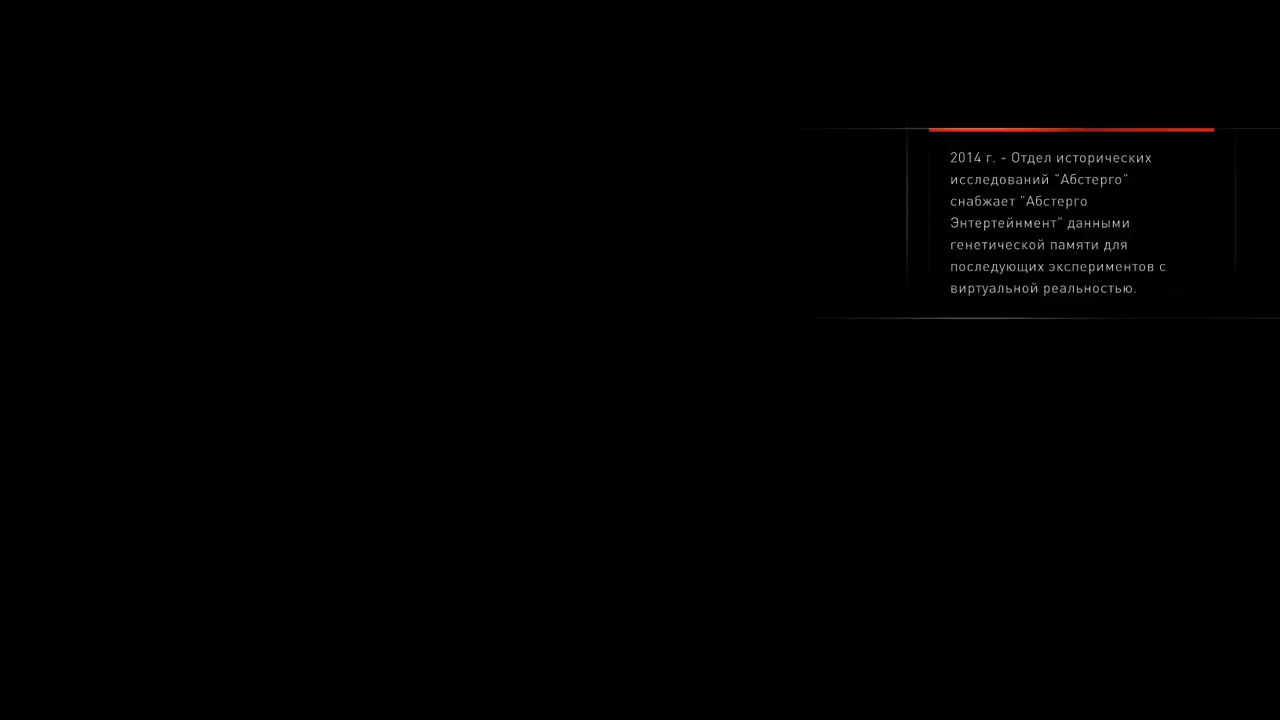 2014 г. - Отдел исторических
исследований "Абстерго"
снабжает "Абстерго
Энтертейнмент" данными
генетической памяти для
последующих экспериментов с
виртуальной реальностью.